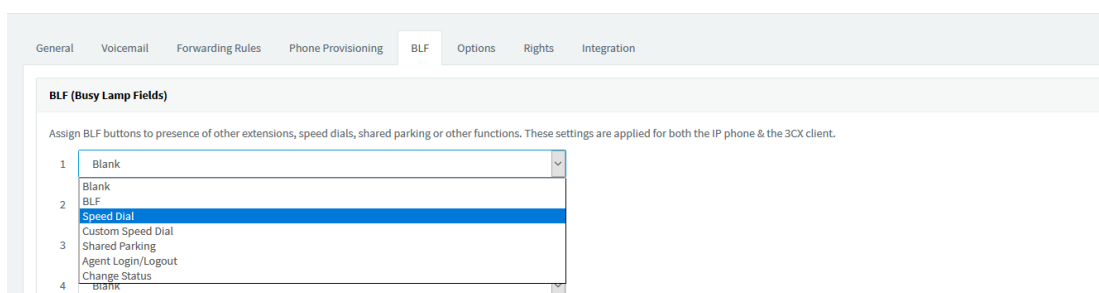 General Voicemail Forwarding Rules Phone Provisioning BLF Options Rights Integration
BLF (Busy Lamp Fields)
Assign BLF buttons to presence of other extensions, speed dials, shared parking or other functions. These settings are applied for both the IP phone & the 3CX client.
1 Blank
Blank
2 BLF
Speed Dial
Custom Speed Dial
3 Shared Parking
Agent Login/Logout
Change Status
4 Blank